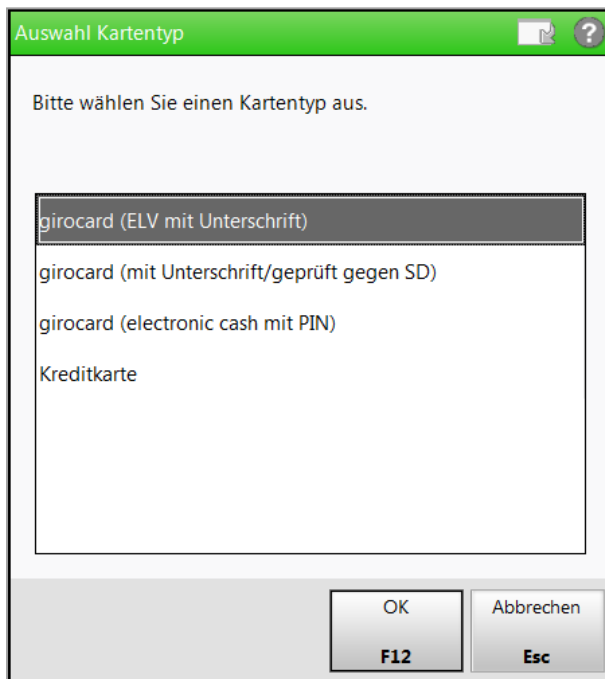 Auswahl Kartentyp
?
Bitte wählen Sie einen Kartentyp aus.
girocard (ELV mit Unterschrift)
girocard (mit Unterschrift/geprüft gegen SD)
girocard (electronic cash mit PIN)
Kreditkarte
OK Abbrechen
F12 Esc